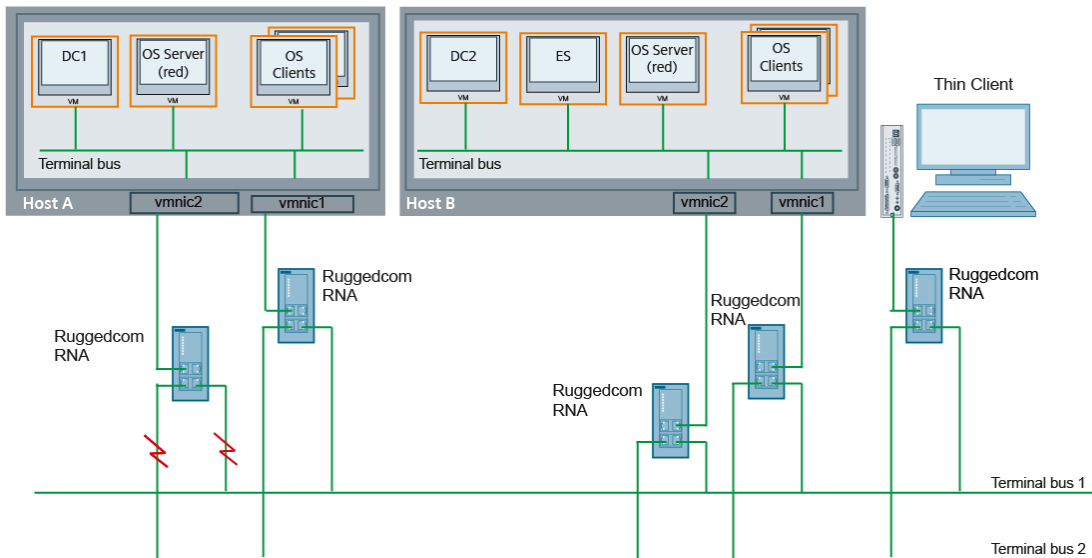 DC1
VM
OS Server
(red)
VM
OS
Clients
VM
Terminal bus
Host A
vmnic2
vmnic1
DC2
VM
ES
VM
OS Server
(red)
VM
OS
Clients
VM
Terminal bus
Host B
vmnic2
vmnic1
Thin Client
Ruggedcom
RNA
Ruggedcom
RNA
Ruggedcom
RNA
Ruggedcom
RNA
Ruggedcom
RNA
Terminal bus 1
Terminal bus 2